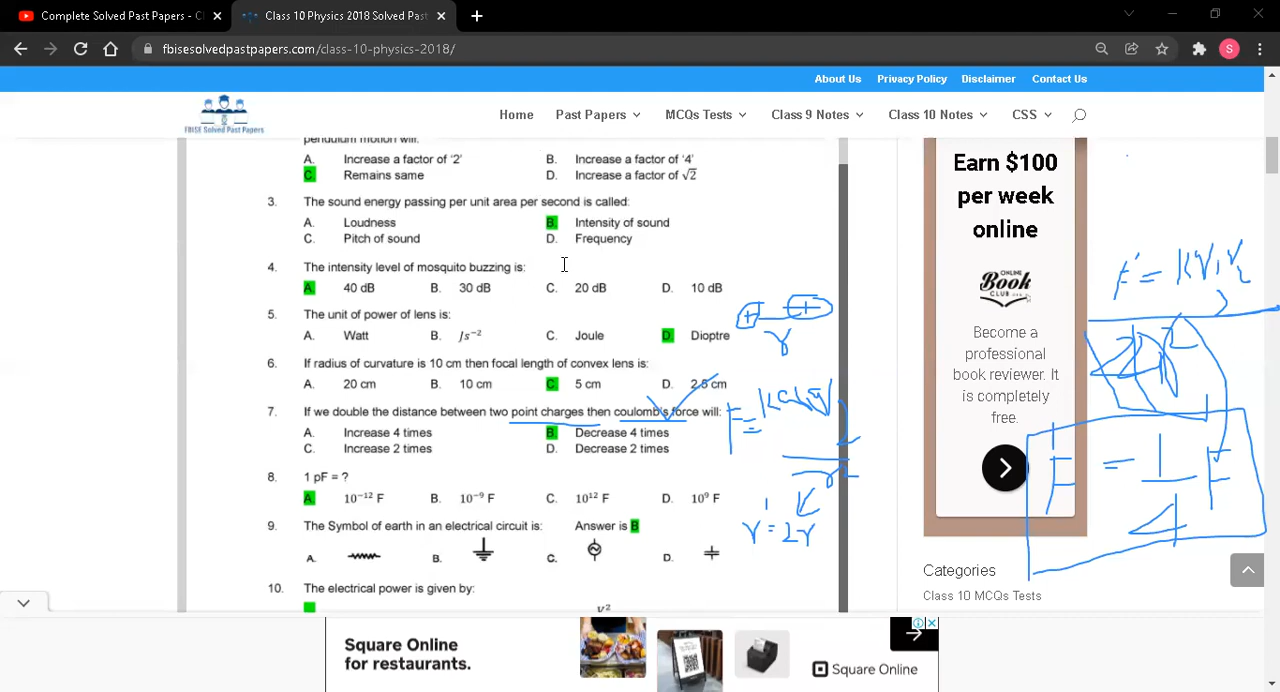 Complete Solved Past Papers - C
Class 10 Physics 2018 Solved Past
fbisesolvedpastpapers.com/class-10-physics-2018/
S
About Us Privacy Policy Disclaimer Contact Us
FBISE Solved Past Papers
Home Past Papers MCQs Tests Class 9 Notes Class 10 Notes CSS
pendulum motion will:
A. Increase a factor of '2' B. Increase a factor of '4'
C. Remains same D. Increase a factor of √2
3. The sound energy passing per unit area per second is called:
A. Loudness B. Intensity of sound
C. Pitch of sound D. Frequency
4. The intensity level of mosquito buzzing is:
A. 40 dB B. 30 dB C. 20 dB D. 10 dB
5. The unit of power of lens is:
A. Watt B. Js⁻² C. Joule D. Dioptre
6. If radius of curvature is 10 cm then focal length of convex lens is:
A. 20 cm B. 10 cm C. 5 cm D. 2.5 cm
7. If we double the distance between two point charges then coulomb's force will:
A. Increase 4 times B. Decrease 4 times
C. Increase 2 times D. Decrease 2 times
8. 1 pF = ?
A. 10⁻¹² F B. 10⁻⁹ F C. 10¹² F D. 10⁹ F
9. The Symbol of earth in an electrical circuit is: Answer is B
A. B. C. D.
10. The electrical power is given by:
V²
+ +
r
r' = 2r
F' = 1/4 F
Earn $100
per week
online
ONLINE
Book
CLUB
Become a
professional
book reviewer. It
is completely
free.
Categories
Class 10 MCQs Tests
Square Online
for restaurants.
Square Online